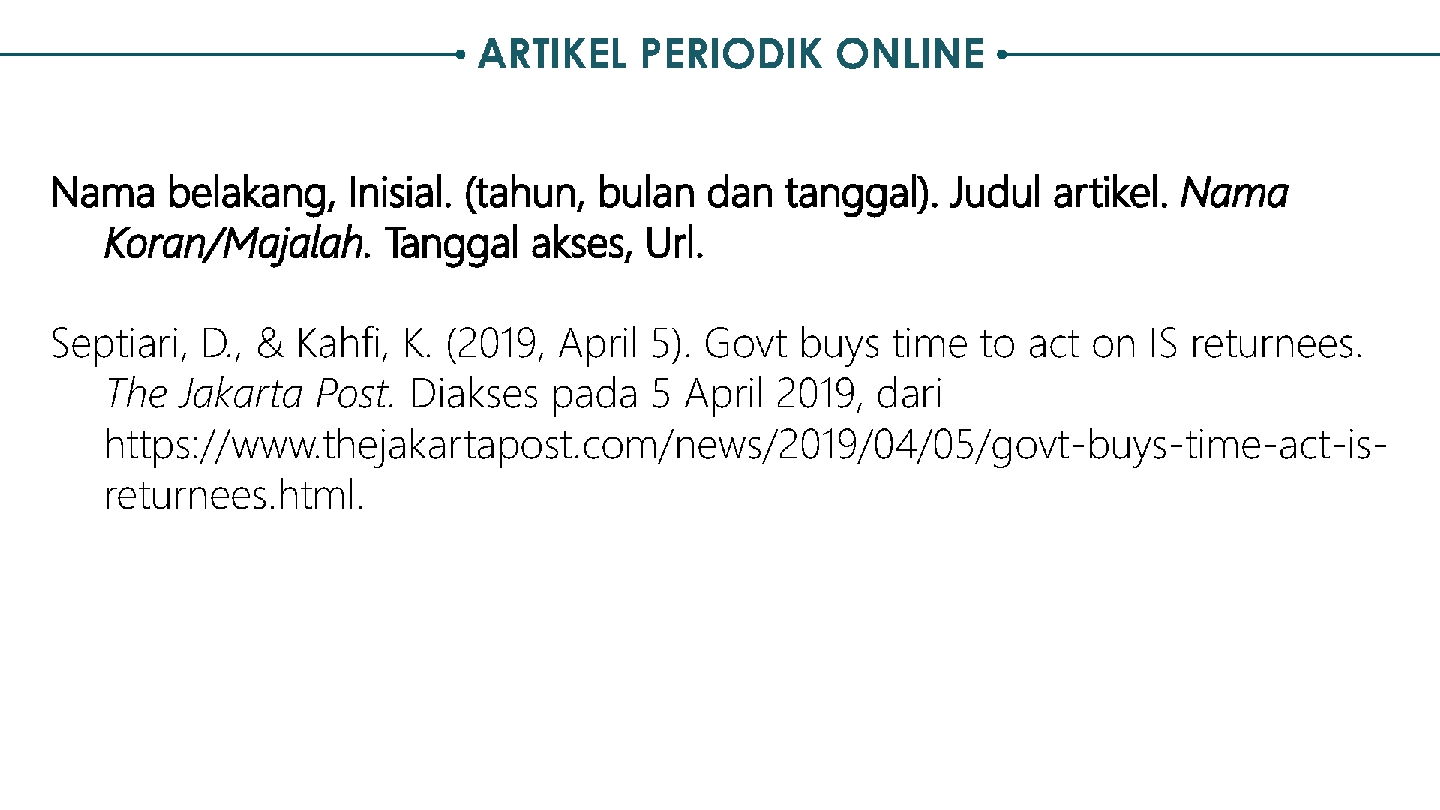 ARTIKEL PERIODIK ONLINE
Nama belakang, Inisial. (tahun, bulan dan tanggal). Judul artikel. Nama
Koran/Majalah. Tanggal akses, Url.
Septiari, D., & Kahfi, K. (2019, April 5). Govt buys time to act on IS returnees.
The Jakarta Post. Diakses pada 5 April 2019, dari
https://www.thejakartapost.com/news/2019/04/05/govt-buys-time-act-is-
returnees.html.